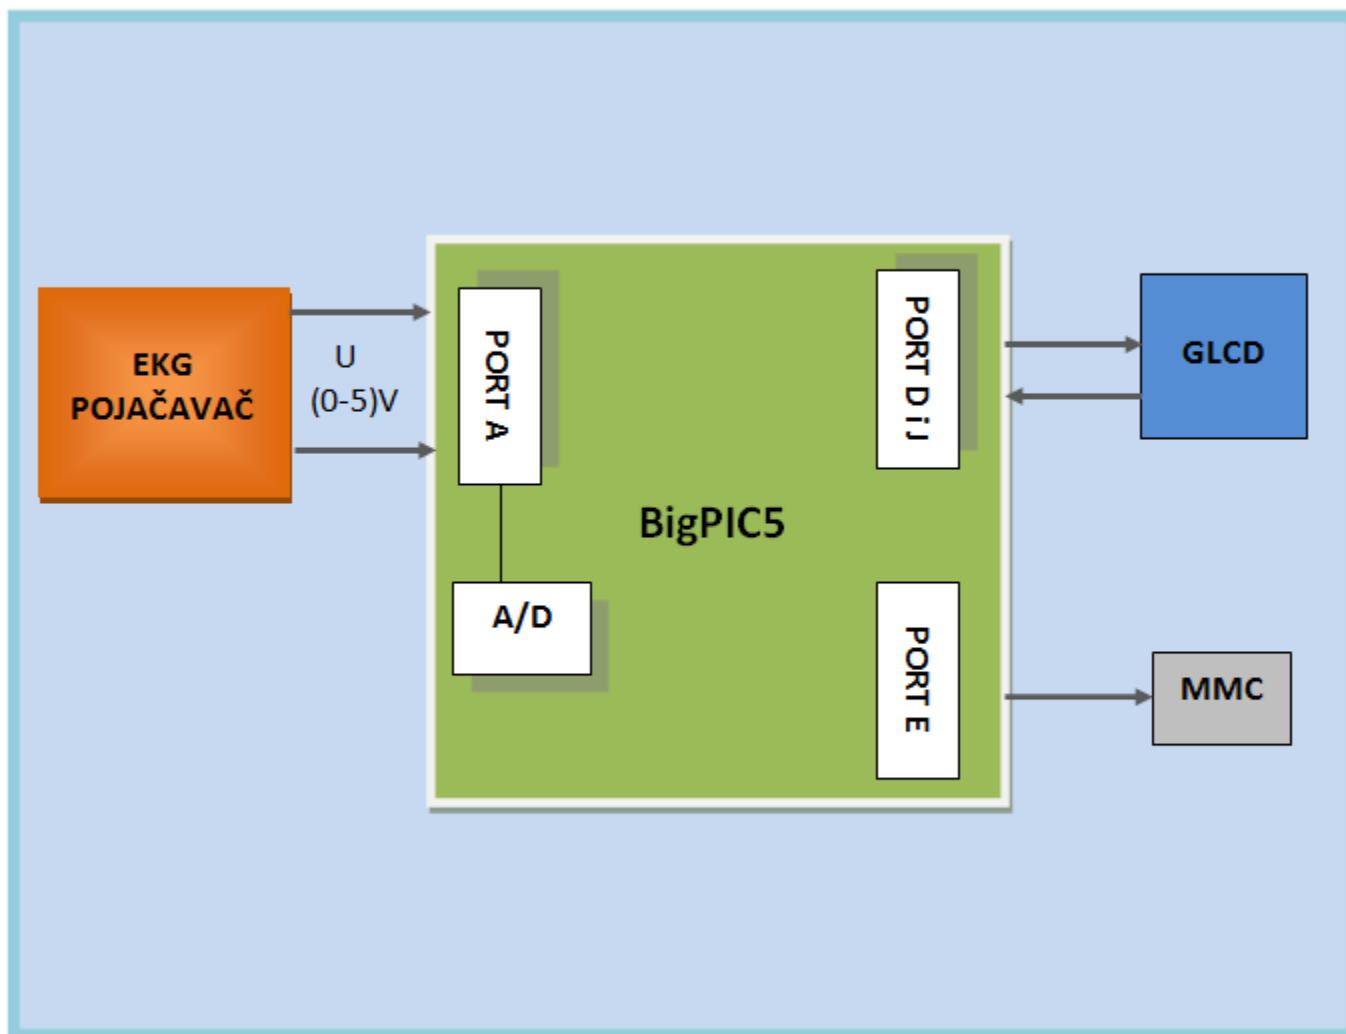 EKG
POJAČAVAČ
U
(0-5)V
PORT A
A/D
BigPIC5
PORT D i J
PORT E
GLCD
MMC